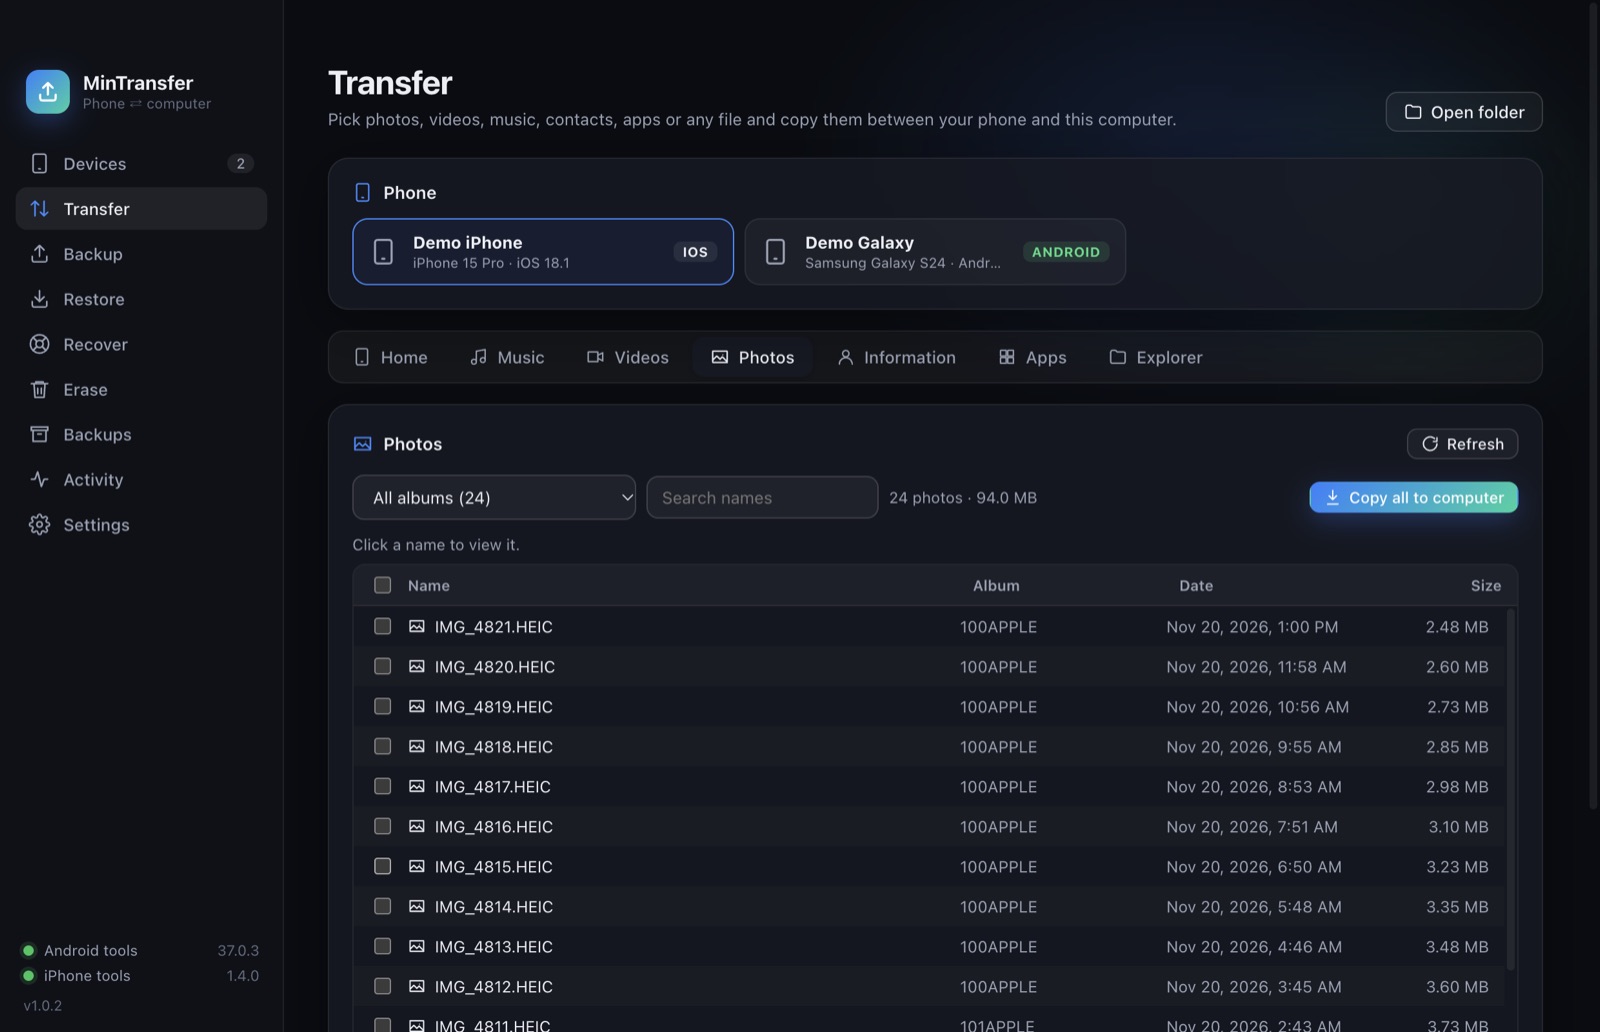 MinTransfer
Phone ⇄ computer
Devices 2
Transfer
Backup
Restore
Recover
Erase
Backups
Activity
Settings
Android tools 37.0.3
iPhone tools 1.4.0
v1.0.2
Transfer
Pick photos, videos, music, contacts, apps or any file and copy them between your phone and this computer.
Open folder
Phone
Demo iPhone
iPhone 15 Pro · iOS 18.1
IOS
Demo Galaxy
Samsung Galaxy S24 · Andr...
ANDROID
Home Music Videos Photos Information Apps Explorer
Photos
Refresh
All albums (24) Search names 24 photos · 94.0 MB Copy all to computer
Click a name to view it.
Name Album Date Size
IMG_4821.HEIC 100APPLE Nov 20, 2026, 1:00 PM 2.48 MB
IMG_4820.HEIC 100APPLE Nov 20, 2026, 11:58 AM 2.60 MB
IMG_4819.HEIC 100APPLE Nov 20, 2026, 10:56 AM 2.73 MB
IMG_4818.HEIC 100APPLE Nov 20, 2026, 9:55 AM 2.85 MB
IMG_4817.HEIC 100APPLE Nov 20, 2026, 8:53 AM 2.98 MB
IMG_4816.HEIC 100APPLE Nov 20, 2026, 7:51 AM 3.10 MB
IMG_4815.HEIC 100APPLE Nov 20, 2026, 6:50 AM 3.23 MB
IMG_4814.HEIC 100APPLE Nov 20, 2026, 5:48 AM 3.35 MB
IMG_4813.HEIC 100APPLE Nov 20, 2026, 4:46 AM 3.48 MB
IMG_4812.HEIC 100APPLE Nov 20, 2026, 3:45 AM 3.60 MB
IMG_4811.HEIC 101APPLE Nov 20, 2026, 2:43 AM 3.73 MB